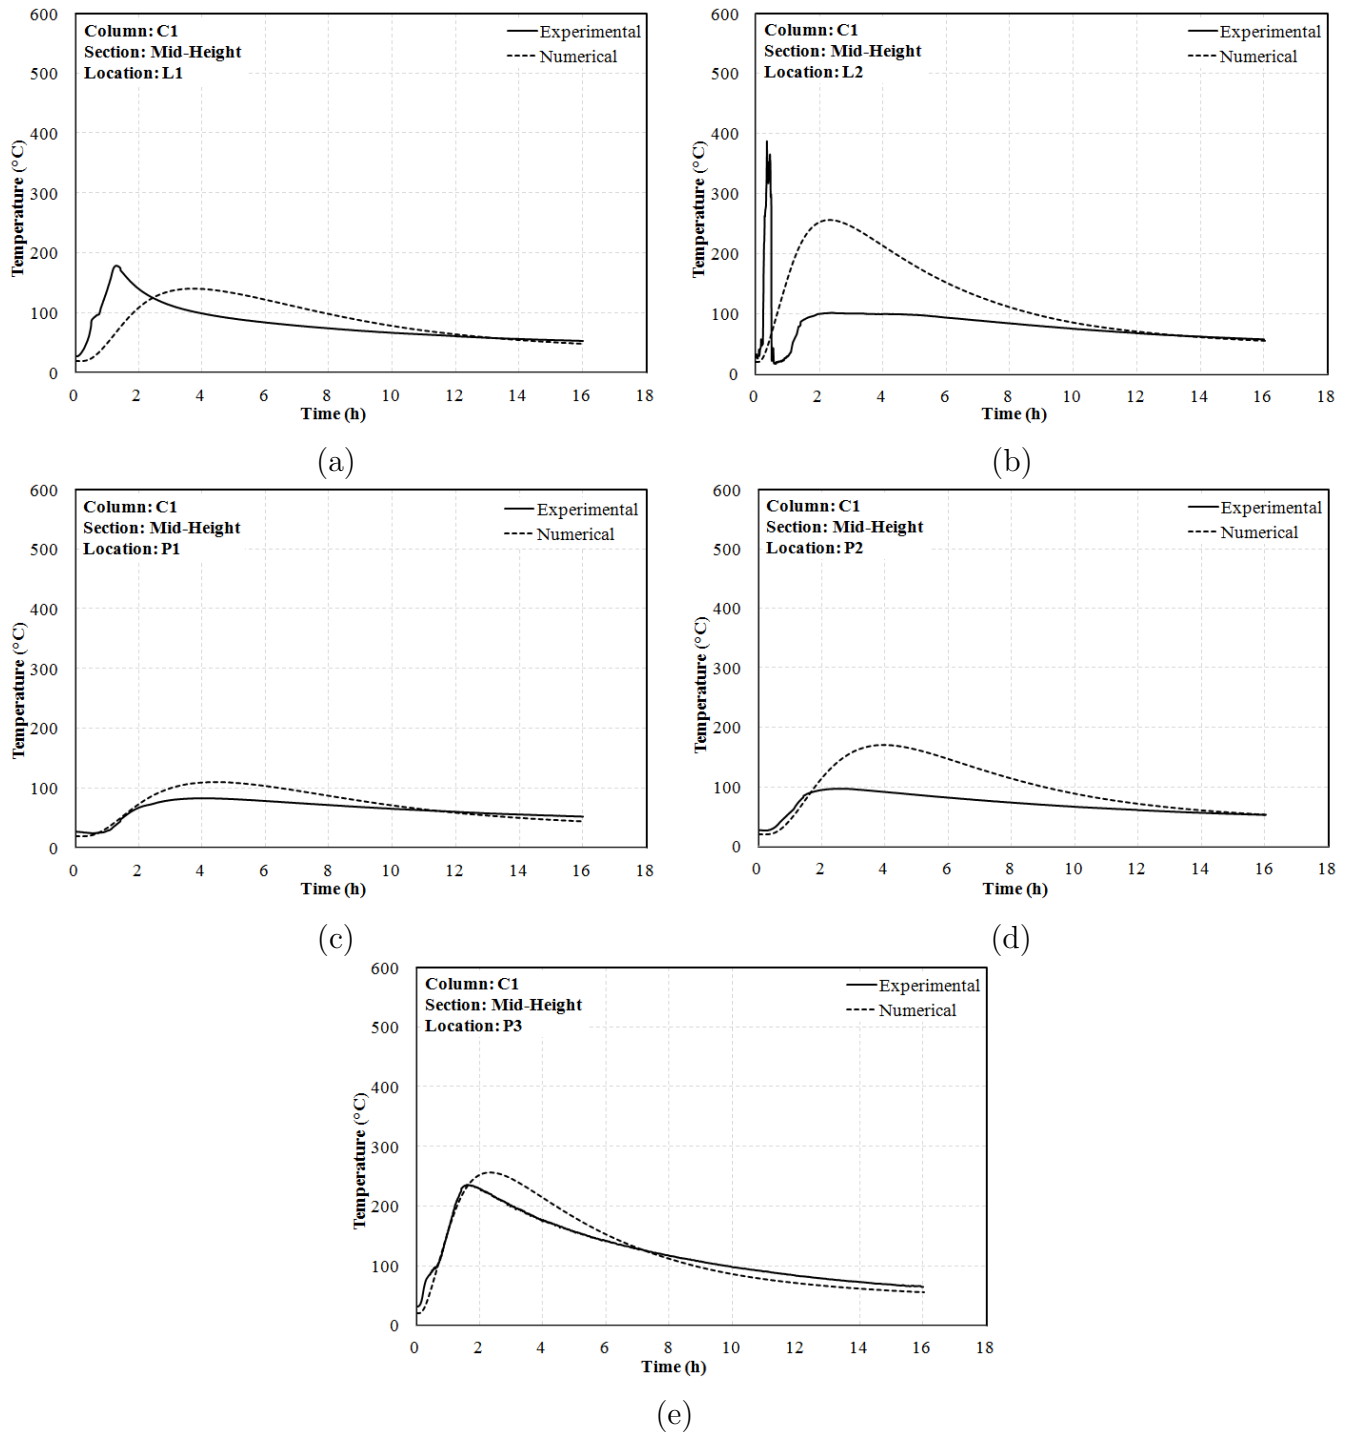 Column: C1
Section: Mid-Height
Location: L1
Experimental
Numerical
Temperature (°C)
600
500
400
300
200
100
0
0 2 4 6 8 10 12 14 16 18
Time (h)
(a)
Column: C1
Section: Mid-Height
Location: L2
Experimental
Numerical
Temperature (°C)
600
500
400
300
200
100
0
0 2 4 6 8 10 12 14 16 18
Time (h)
(b)
Column: C1
Section: Mid-Height
Location: P1
Experimental
Numerical
Temperature (°C)
600
500
400
300
200
100
0
0 2 4 6 8 10 12 14 16 18
Time (h)
(c)
Column: C1
Section: Mid-Height
Location: P2
Experimental
Numerical
Temperature (°C)
600
500
400
300
200
100
0
0 2 4 6 8 10 12 14 16 18
Time (h)
(d)
Column: C1
Section: Mid-Height
Location: P3
Experimental
Numerical
Temperature (°C)
600
500
400
300
200
100
0
0 2 4 6 8 10 12 14 16 18
Time (h)
(e)